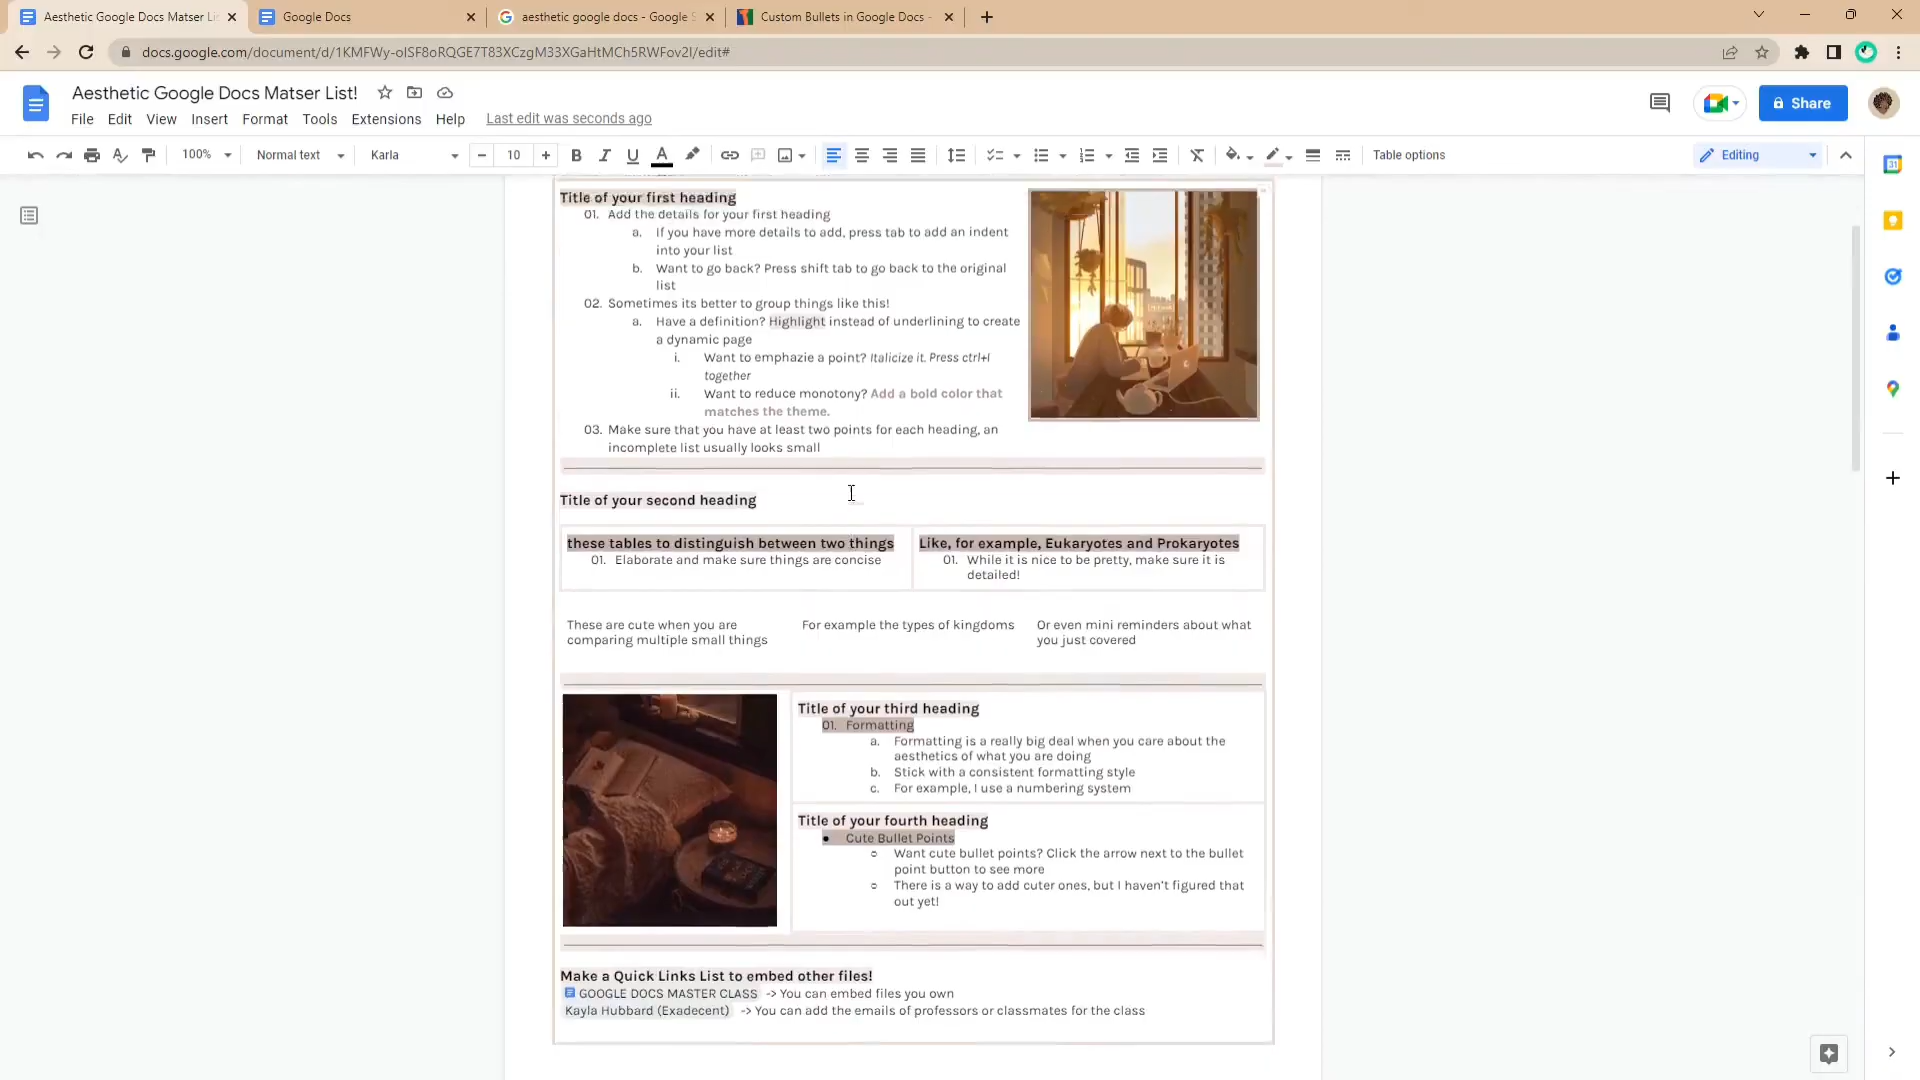 Aesthetic Google Docs Matser Li
Google Docs
aesthetic google docs - Google S
Custom Bullets in Google Docs -
docs.google.com/document/d/1KMFWy-oISF8oRQGE7T83XCzgM33XGaHtMCh5RWFov2I/edit#
Aesthetic Google Docs Matser List!
File Edit View Insert Format Tools Extensions Help Last edit was seconds ago
Share
100% Normal text Karla 10 Table options Editing
Title of your first heading
01. Add the details for your first heading
a. If you have more details to add, press tab to add an indent
into your list
b. Want to go back? Press shift tab to go back to the original
list
02. Sometimes its better to group things like this!
a. Have a definition? Highlight instead of underlining to create
a dynamic page
i. Want to emphazie a point? Italicize it. Press ctrl+I
together
ii. Want to reduce monotony? Add a bold color that
matches the theme.
03. Make sure that you have at least two points for each heading, an
incomplete list usually looks small
Title of your second heading
these tables to distinguish between two things
01. Elaborate and make sure things are concise
Like, for example, Eukaryotes and Prokaryotes
01. While it is nice to be pretty, make sure it is
detailed!
These are cute when you are
comparing multiple small things
For example the types of kingdoms
Or even mini reminders about what
you just covered
Title of your third heading
01. Formatting
a. Formatting is a really big deal when you care about the
aesthetics of what you are doing
b. Stick with a consistent formatting style
c. For example, I use a numbering system
Title of your fourth heading
● Cute Bullet Points
○ Want cute bullet points? Click the arrow next to the bullet
point button to see more
○ There is a way to add cuter ones, but I haven't figured that
out yet!
Make a Quick Links List to embed other files!
GOOGLE DOCS MASTER CLASS -> You can embed files you own
Kayla Hubbard (Exadecent) -> You can add the emails of professors or classmates for the class